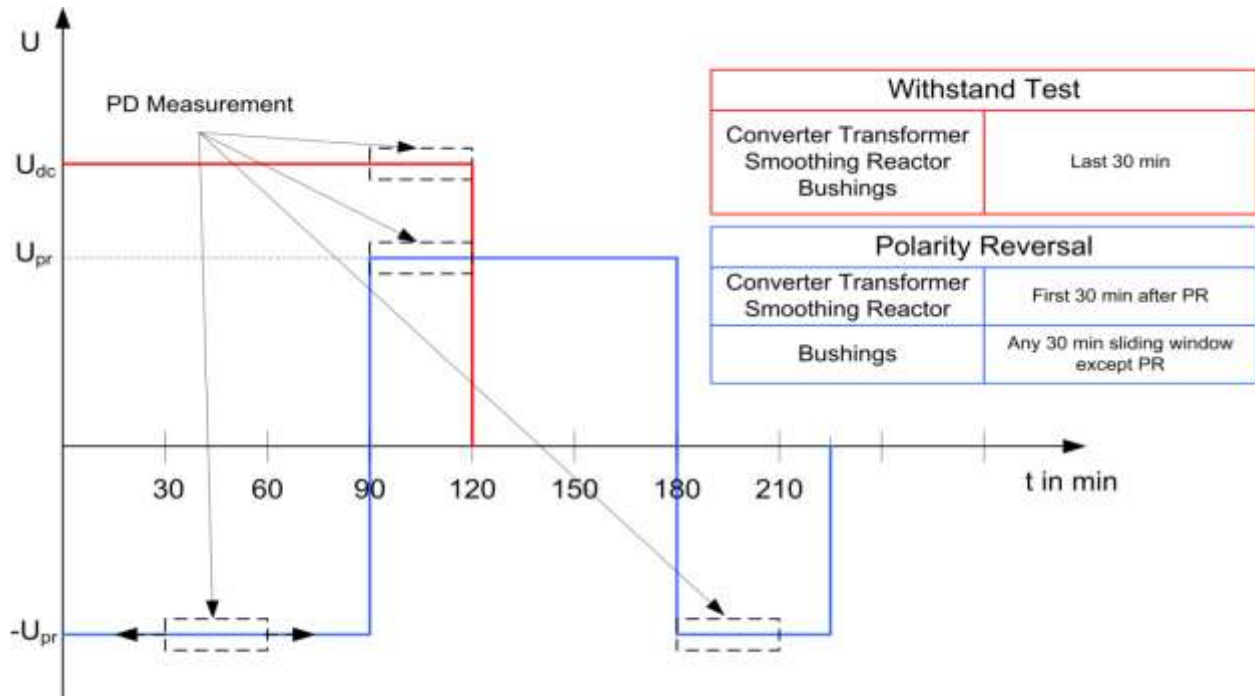 U
PD Measurement
Udc
Upr
-Upr
30 60 90 120 150 180 210
t in min
Withstand Test
Converter Transformer
Smoothing Reactor
Bushings
Last 30 min
Polarity Reversal
Converter Transformer
Smoothing Reactor
First 30 min after PR
Bushings
Any 30 min sliding window
except PR